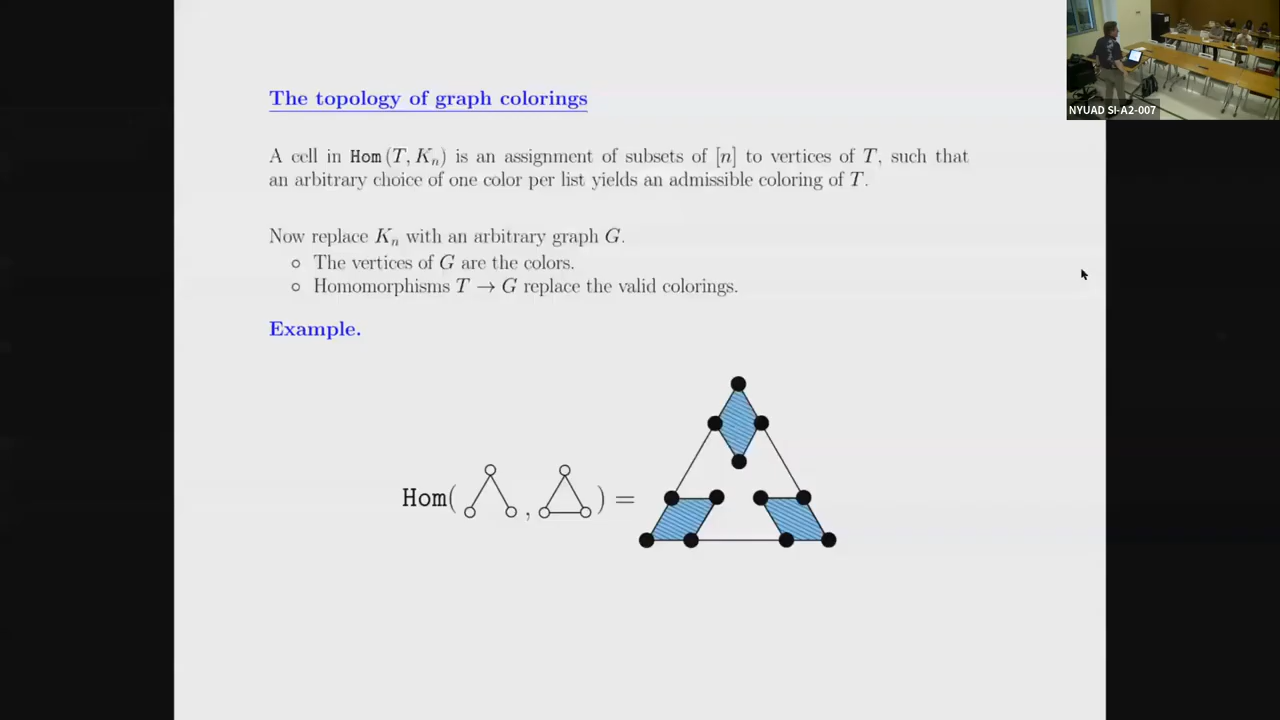 The topology of graph colorings
NYUAD SI-A2-007
A cell in Hom (T, Kₙ) is an assignment of subsets of [n] to vertices of T, such that
an arbitrary choice of one color per list yields an admissible coloring of T.
Now replace Kₙ with an arbitrary graph G.
○ The vertices of G are the colors.
○ Homomorphisms T → G replace the valid colorings.
Example.
Hom( , ) =